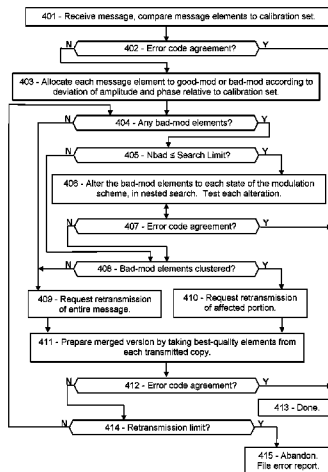 401 - Receive message, compare message elements to calibration set.
N
Y
402 - Error code agreement?
403 - Allocate each message element to good-mod or bad-mod according to
deviation of amplitude and phase relative to calibration set.
N
Y
404 - Any bad-mod elements?
N
Y
405 - Nbad ≤ Search Limit?
406 - Alter the bad-mod elements to each state of the modulation
scheme, in nested search. Test each alteration.
N
Y
407 - Error code agreement?
N
Y
408 - Bad-mod elements clustered?
409 - Request retransmission
of entire message.
410 - Request retransmission
of affected portion.
411 - Prepare merged version by taking best-quality elements from
each transmitted copy.
N
Y
412 - Error code agreement?
413 - Done.
N
Y
414 - Retransmission limit?
415 - Abandon.
File error report.